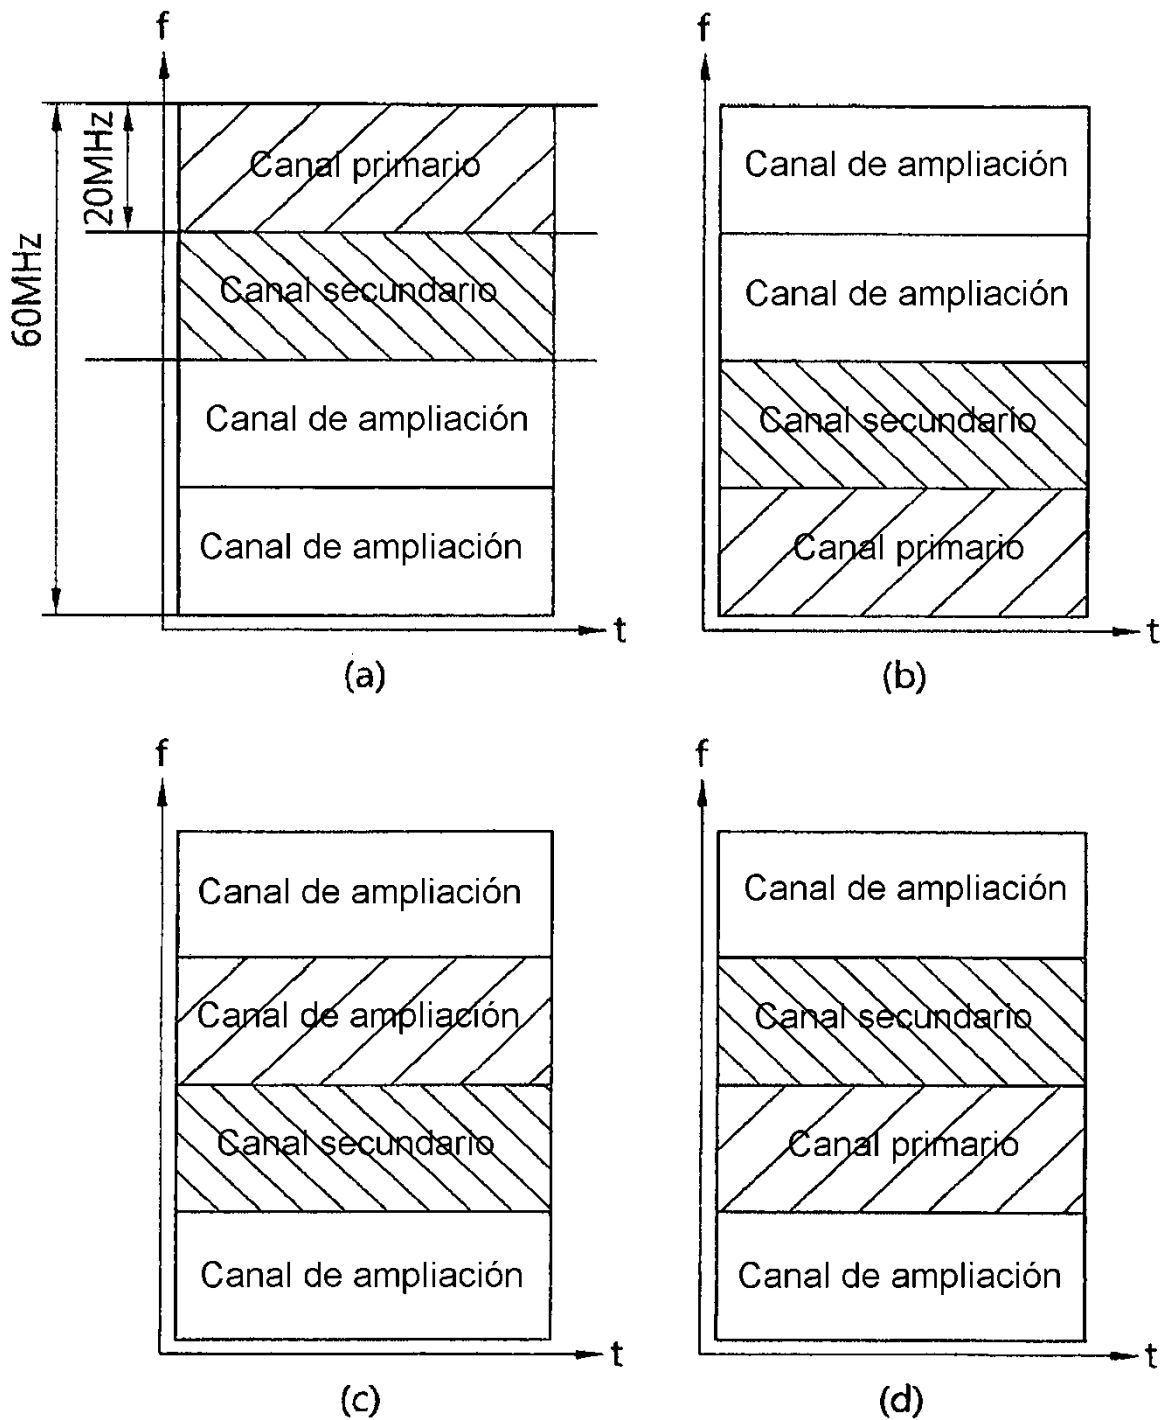 f
20MHz
60MHz
Canal primario
Canal secundario
Canal de ampliación
Canal de ampliación
t
(a)
f
Canal de ampliación
Canal de ampliación
Canal secundario
Canal primario
t
(b)
f
Canal de ampliación
Canal de ampliación
Canal secundario
Canal de ampliación
t
(c)
f
Canal de ampliación
Canal secundario
Canal primario
Canal de ampliación
t
(d)